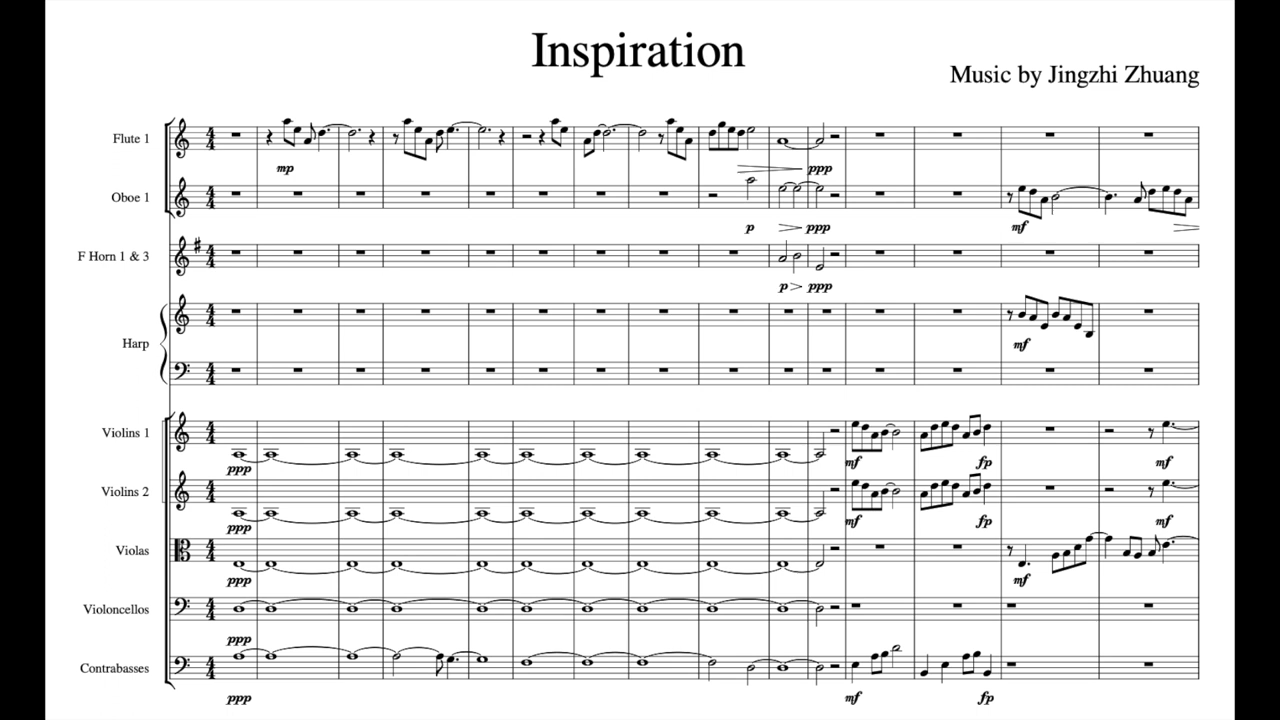 Inspiration
Music by Jingzhi Zhuang
Flute 1
mp
ppp
Oboe 1
p
ppp
mf
F Horn 1 & 3
p
ppp
Harp
mf
Violins 1
ppp
mf
fp
mf
Violins 2
ppp
mf
fp
mf
Violas
ppp
mf
Violoncellos
ppp
Contrabasses
ppp
mf
fp